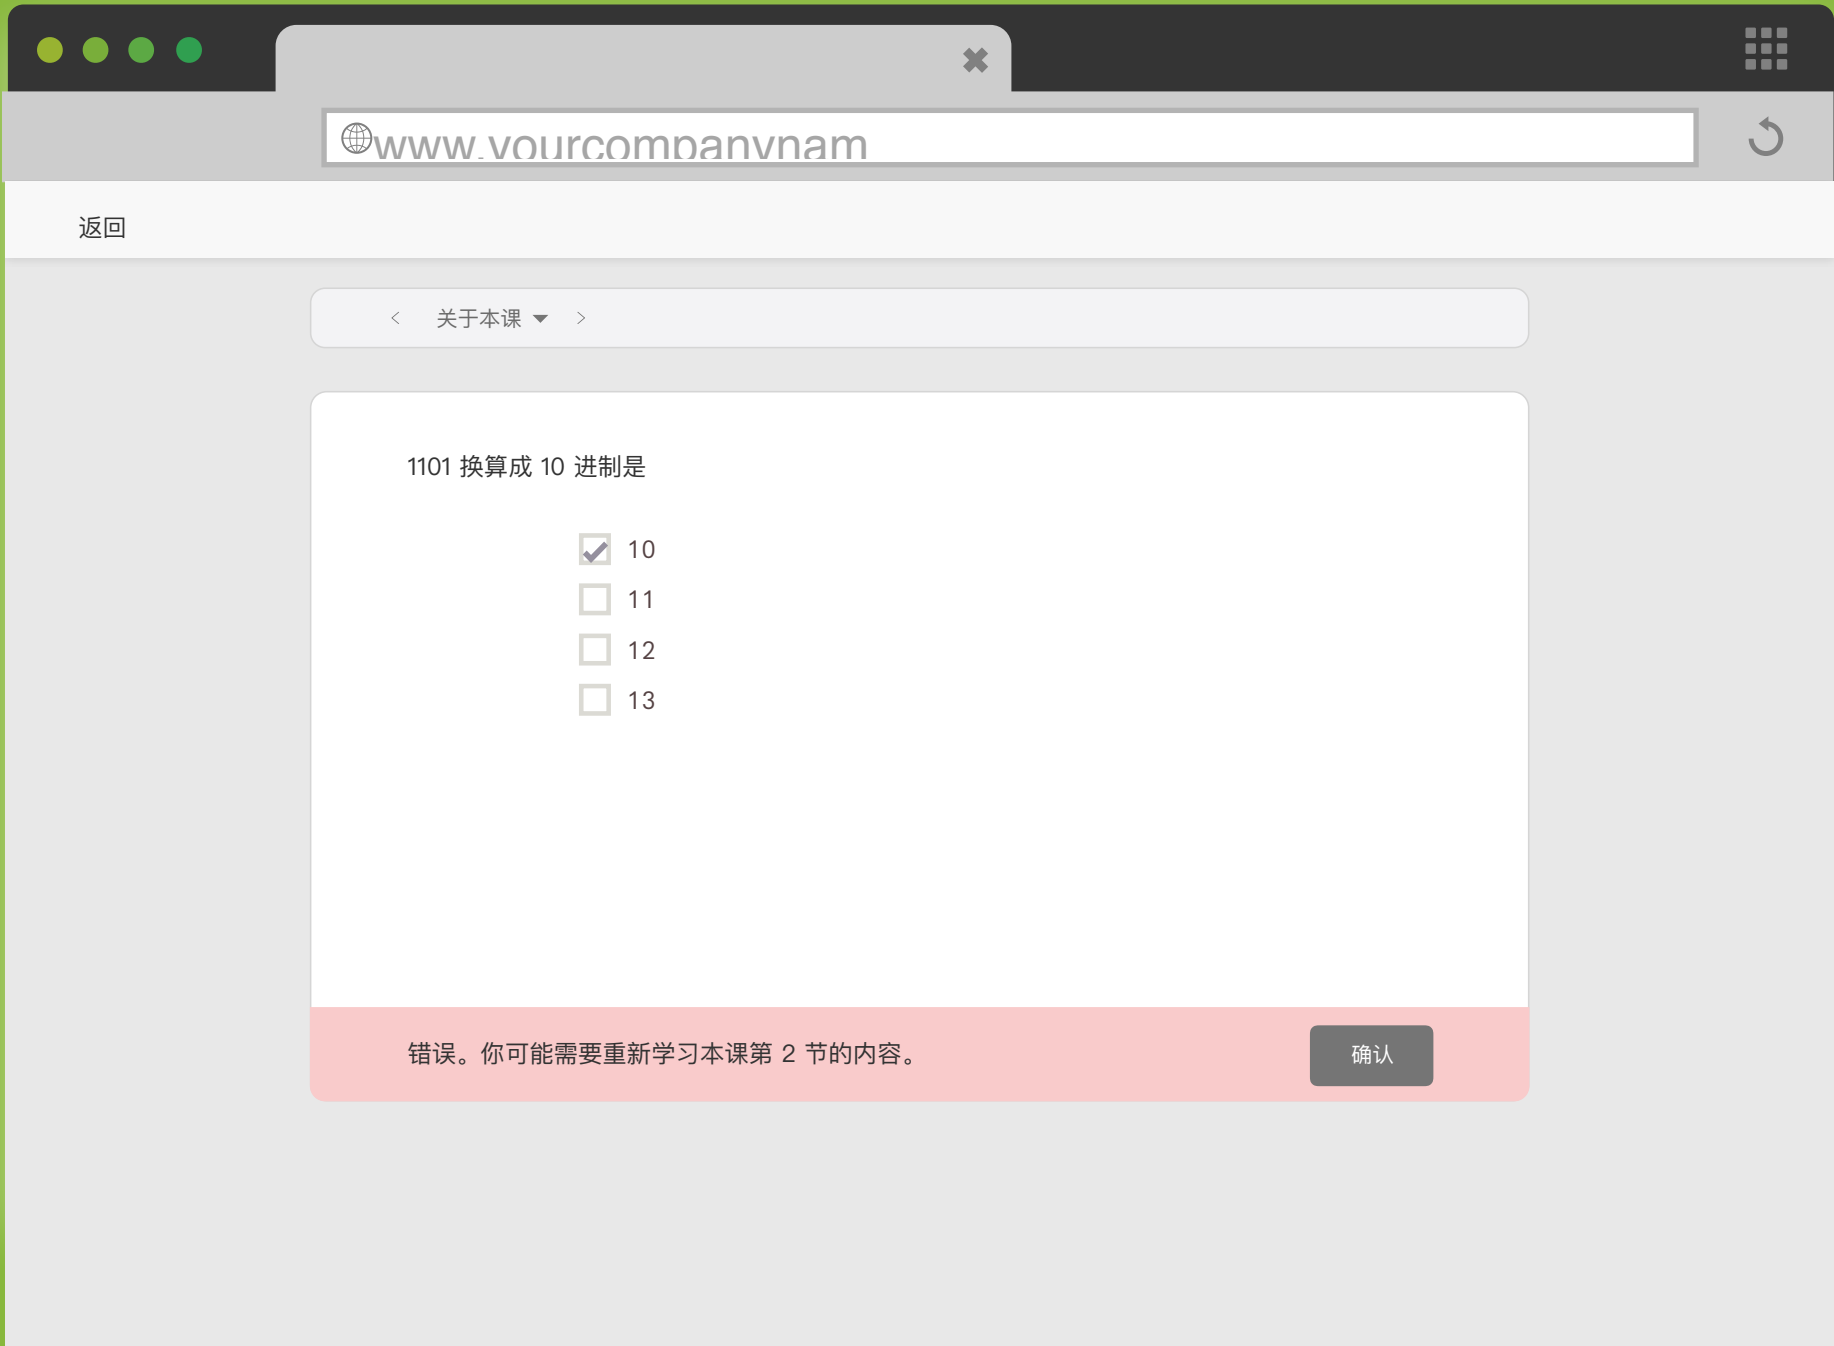 www.yourcompanynam
返回
< 关于本课 >
1101 换算成 10 进制是
10
11
12
13
错误。你可能需要重新学习本课第 2 节的内容。
确认